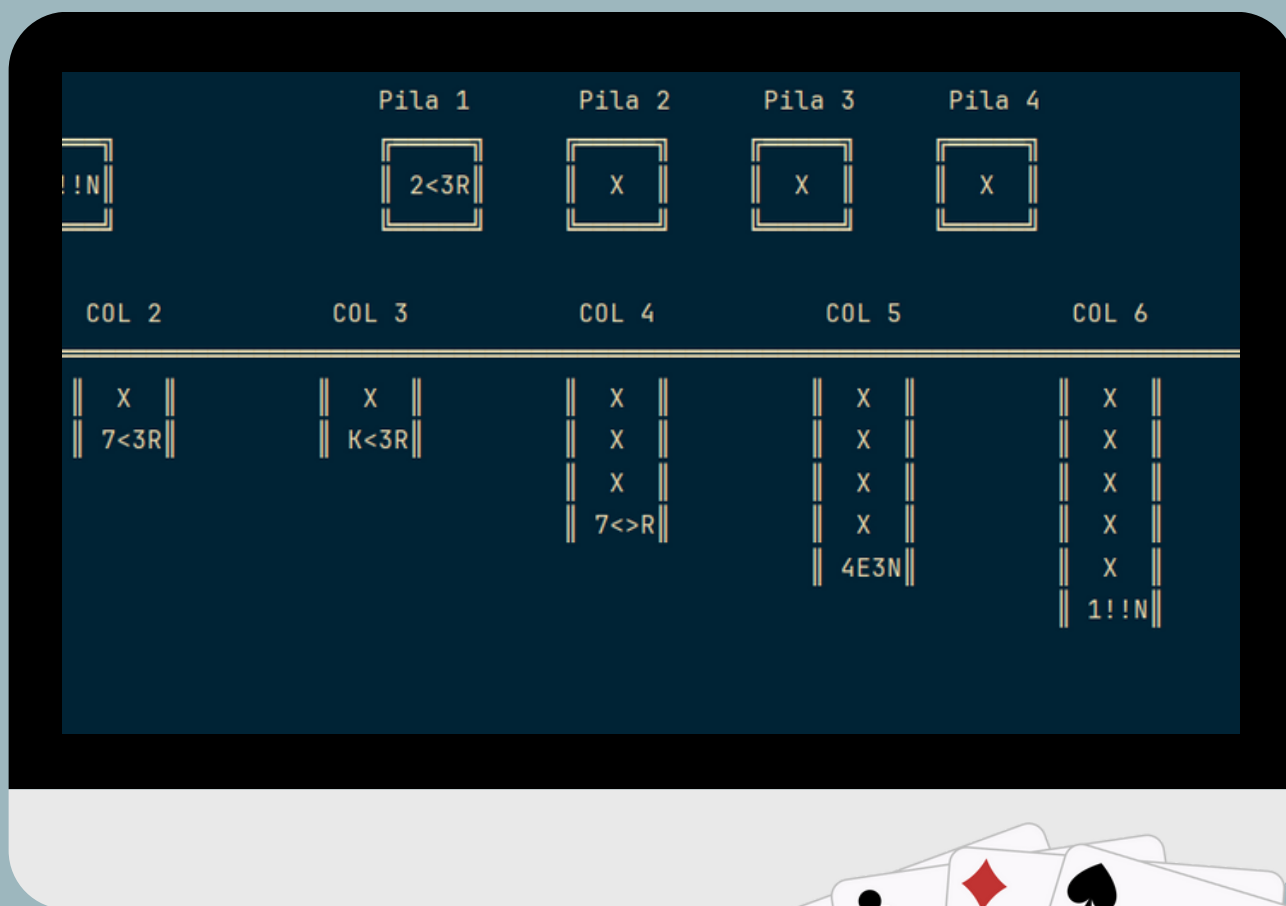 Pila 1 Pila 2 Pila 3 Pila 4
!!N 2<3R X X X
COL 2 COL 3 COL 4 COL 5 COL 6
X X X X X
7<3R K<3R X X X
X X X
7<>R X X
4E3N X
1!!N